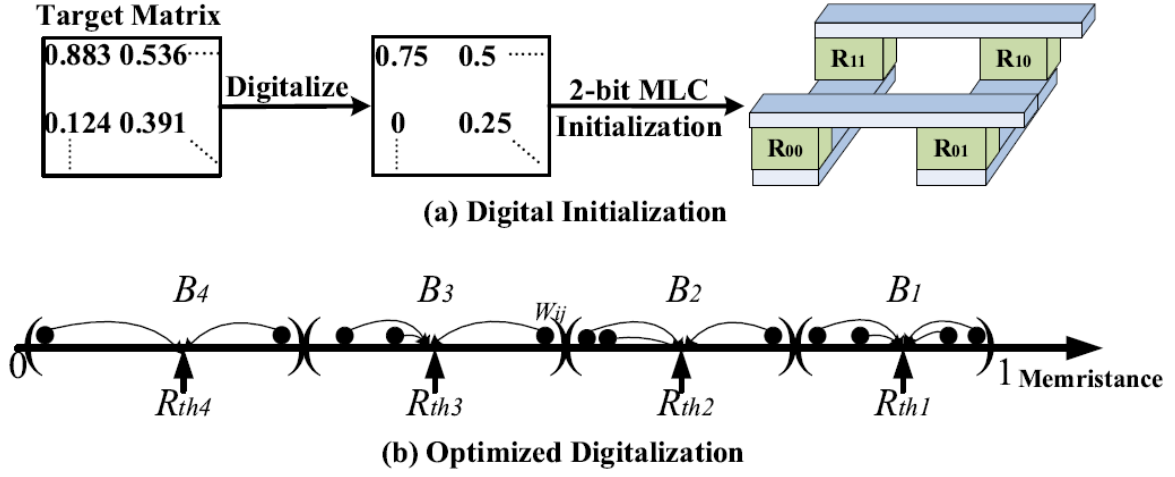 Target Matrix
0.883 0.536
0.124 0.391
Digitalize
0.75 0.5
0 0.25
2-bit MLC
Initialization
R11 R10
R00 R01
(a) Digital Initialization
B4 B3 Wij B2 B1
0 1 Memristance
Rth4 Rth3 Rth2 Rth1
(b) Optimized Digitalization